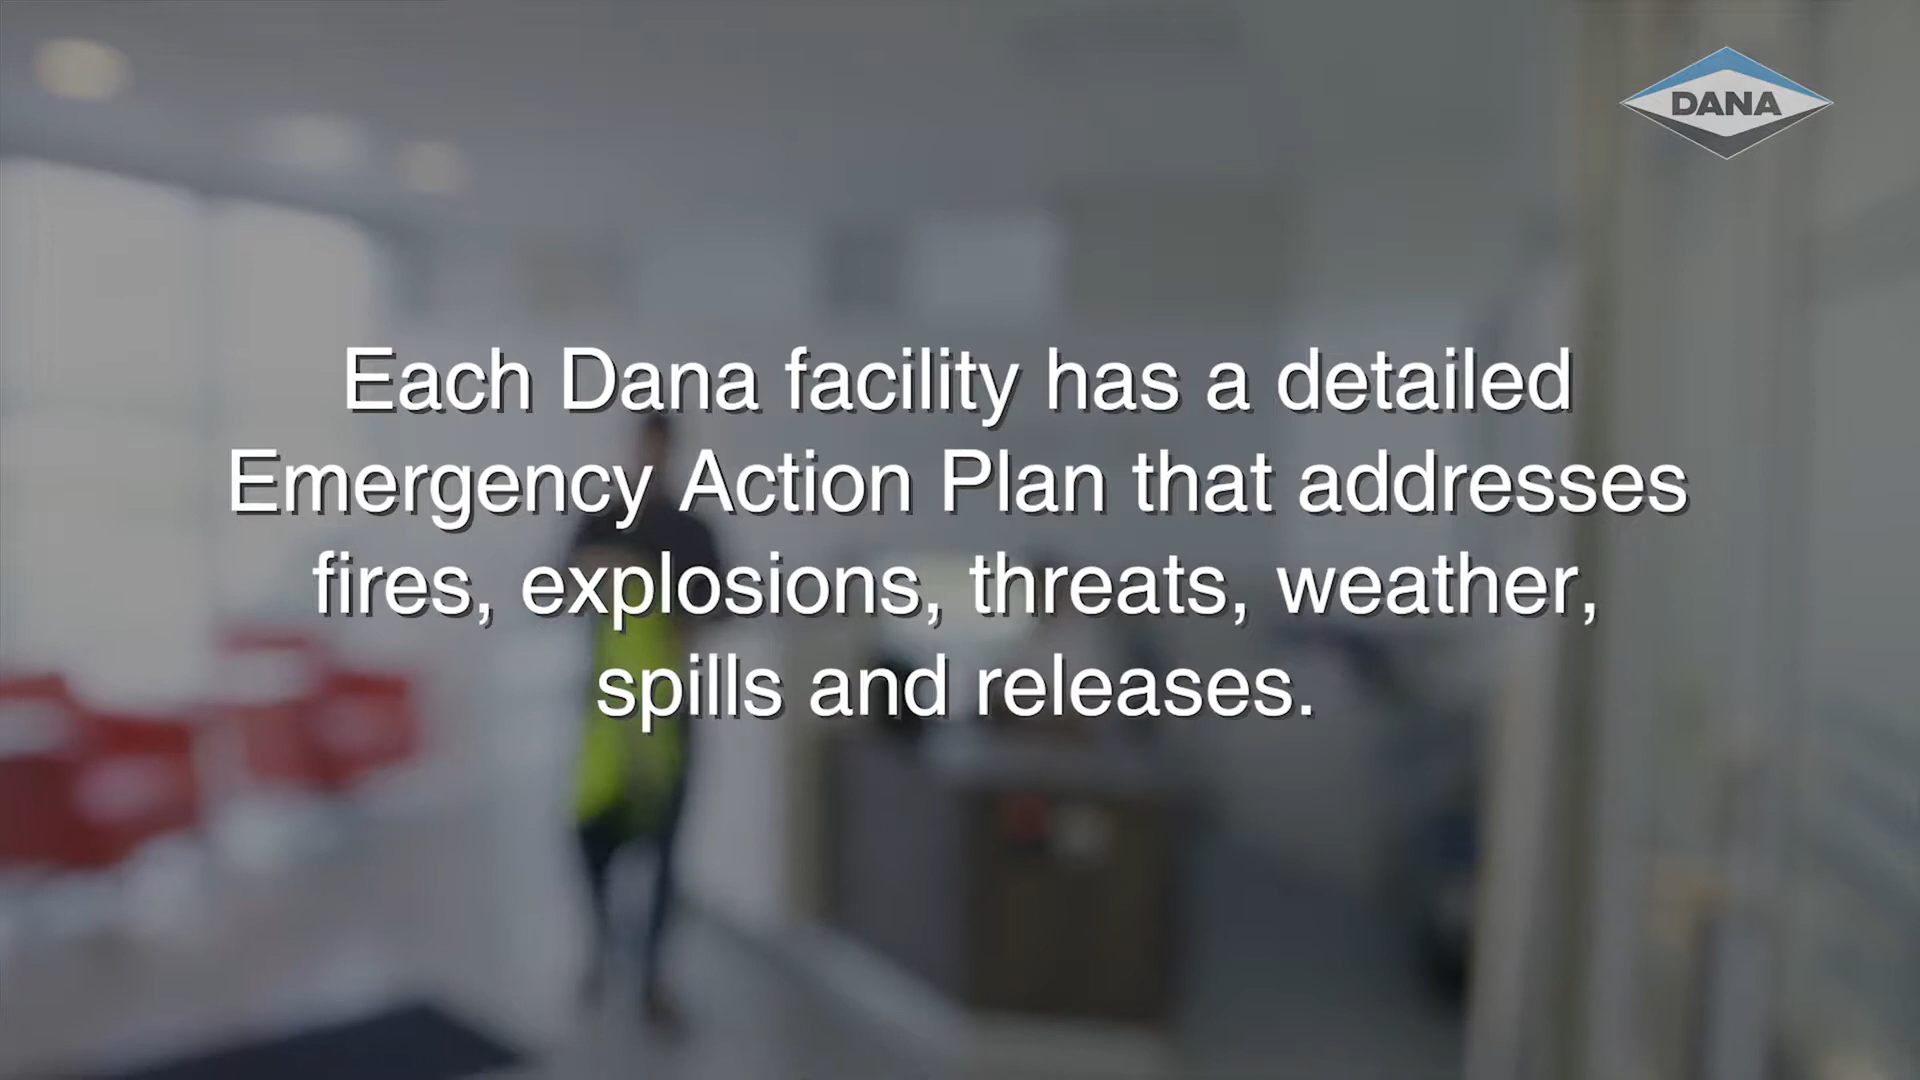 DANA
Each Dana facility has a detailed
Emergency Action Plan that addresses
fires, explosions, threats, weather,
spills and releases.